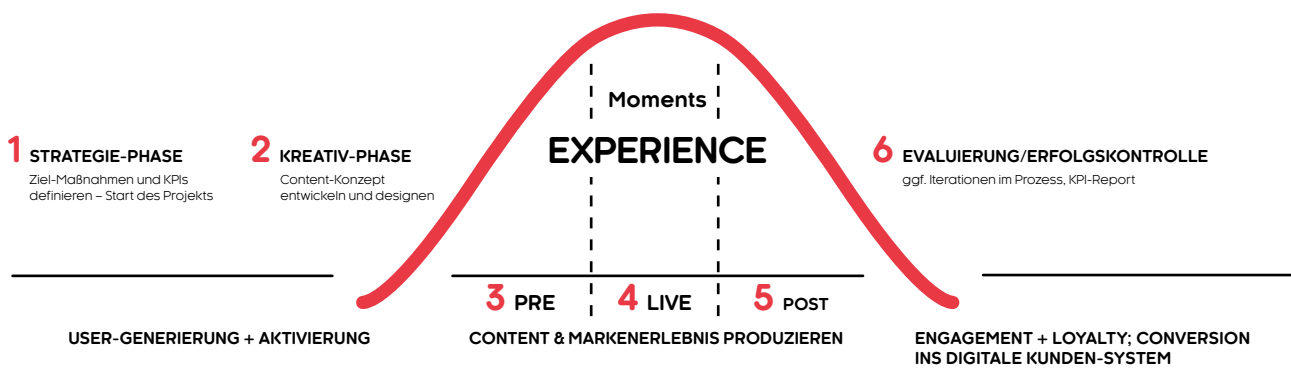 Moments
EXPERIENCE
1 STRATEGIE-PHASE
Ziel-Maßnahmen und KPIs
definieren – Start des Projekts
2 KREATIV-PHASE
Content-Konzept
entwickeln und designen
6 EVALUIERUNG/ERFOLGSKONTROLLE
ggf. Iterationen im Prozess, KPI-Report
3 PRE
4 LIVE
5 POST
USER-GENERIERUNG + AKTIVIERUNG
CONTENT & MARKENERLEBNIS PRODUZIEREN
ENGAGEMENT + LOYALTY; CONVERSION
INS DIGITALE KUNDEN-SYSTEM